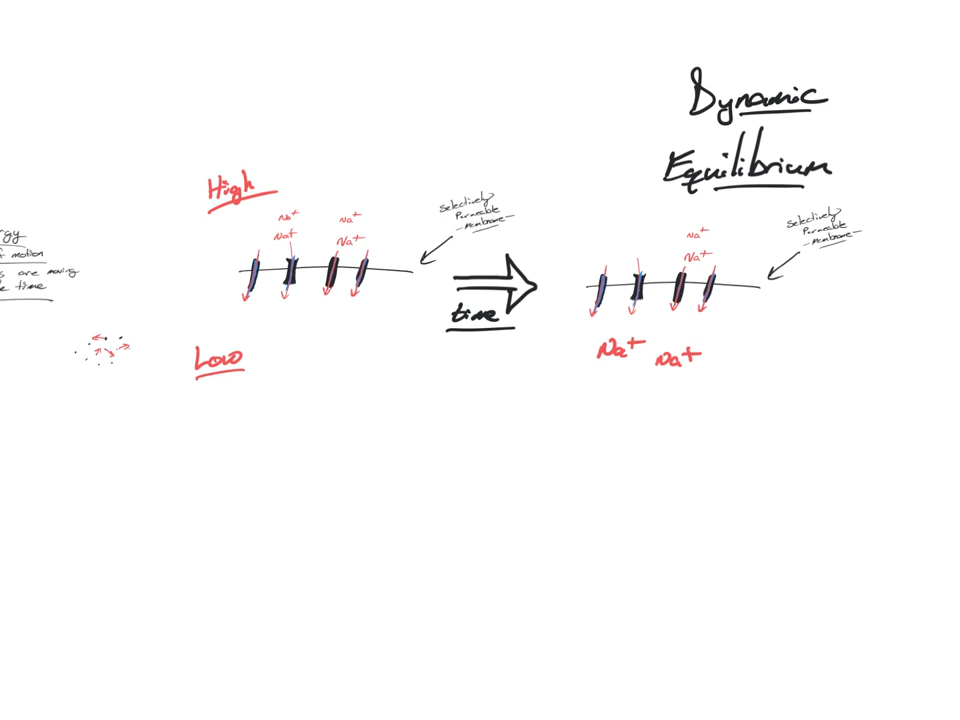 Dynamic
Equilibrium
High
Na+ Na+
Na+ Na+
Selectively
Permeable
Membrane
time
Low
Na+
Na+
Selectively
Permeable
Membrane
Na+ Na+
rgy
motion
s are moving
e time